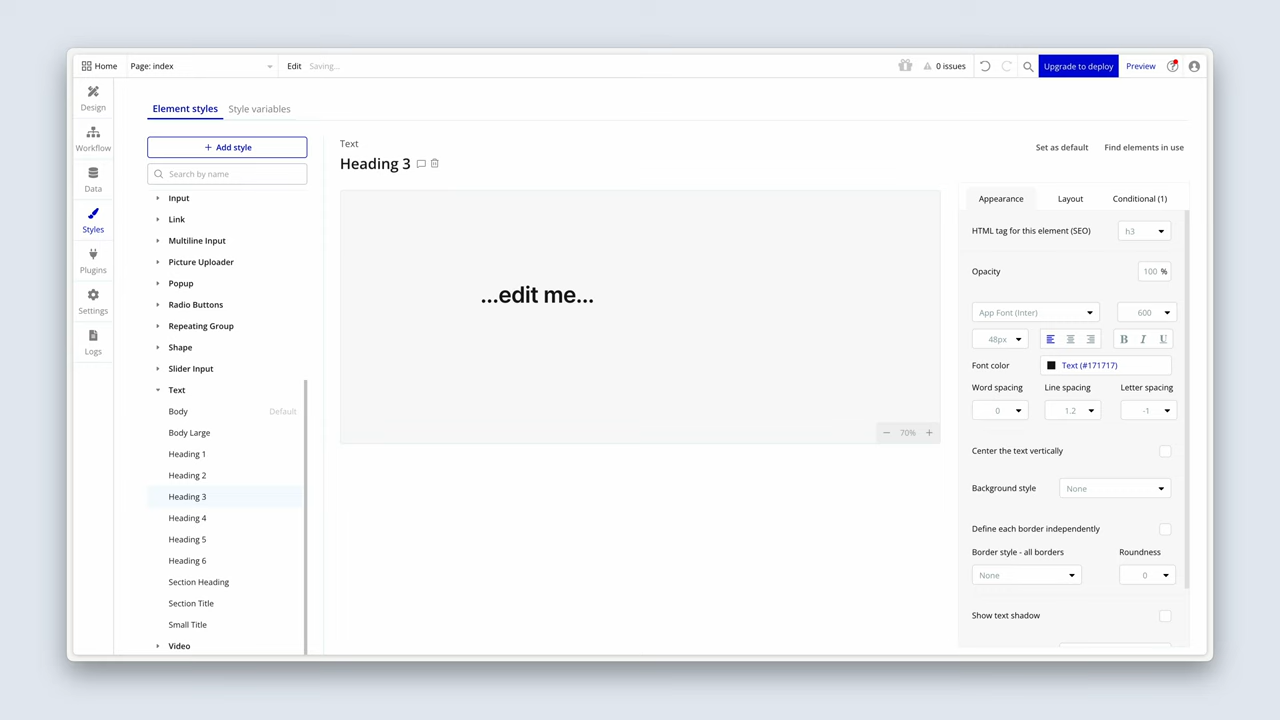 Home
Page: index
Edit
Saving...
0 issues
Upgrade to deploy
Preview
Design
Workflow
Data
Styles
Plugins
Settings
Logs
Element styles
Style variables
+ Add style
Search by name
Input
Link
Multiline Input
Picture Uploader
Popup
Radio Buttons
Repeating Group
Shape
Slider Input
Text
Body
Default
Body Large
Heading 1
Heading 2
Heading 3
Heading 4
Heading 5
Heading 6
Section Heading
Section Title
Small Title
Video
Text
Heading 3
Set as default
Find elements in use
...edit me...
70%
Appearance
Layout
Conditional (1)
HTML tag for this element (SEO)
h3
Opacity
100 %
App Font (Inter)
600
48px
B I U
Font color
Text (#171717)
Word spacing
Line spacing
Letter spacing
0
1.2
-1
Center the text vertically
Background style
None
Define each border independently
Border style - all borders
Roundness
None
0
Show text shadow